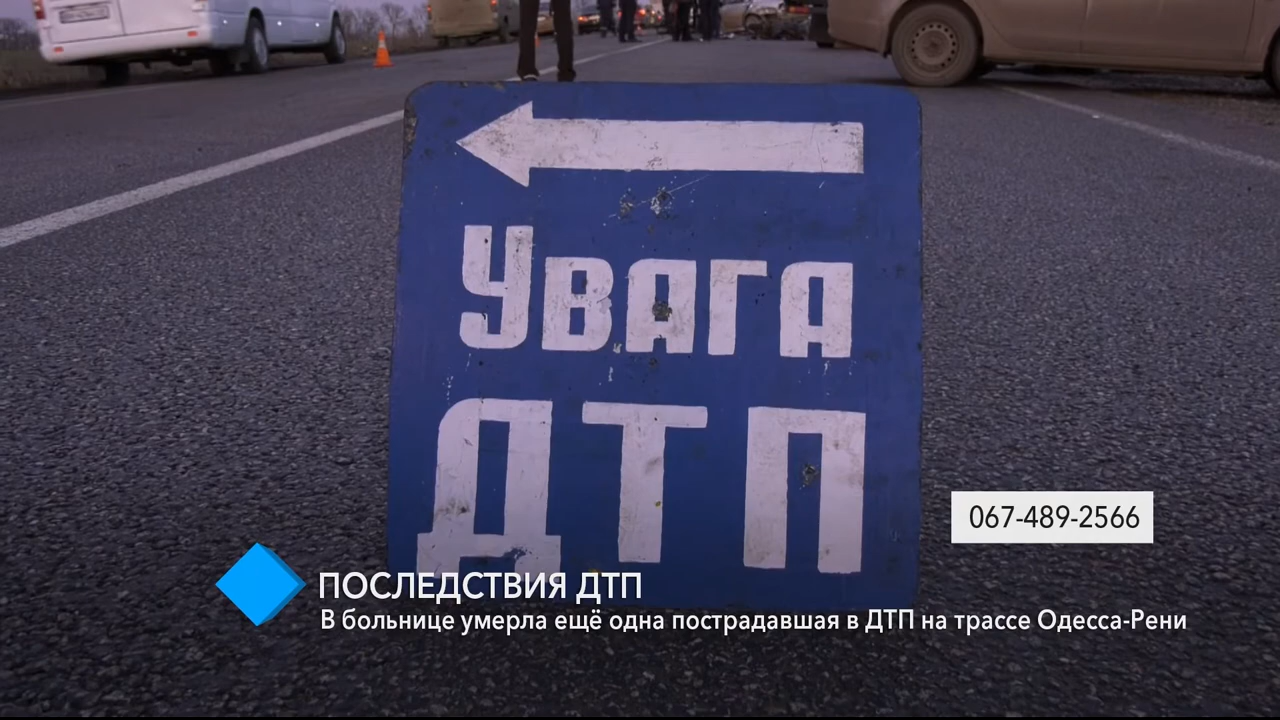 Увага
ДТП
067-489-2566
ПОСЛЕДСТВИЯ ДТП
В больнице умерла ещё одна пострадавшая в ДТП на трассе Одесса-Рени